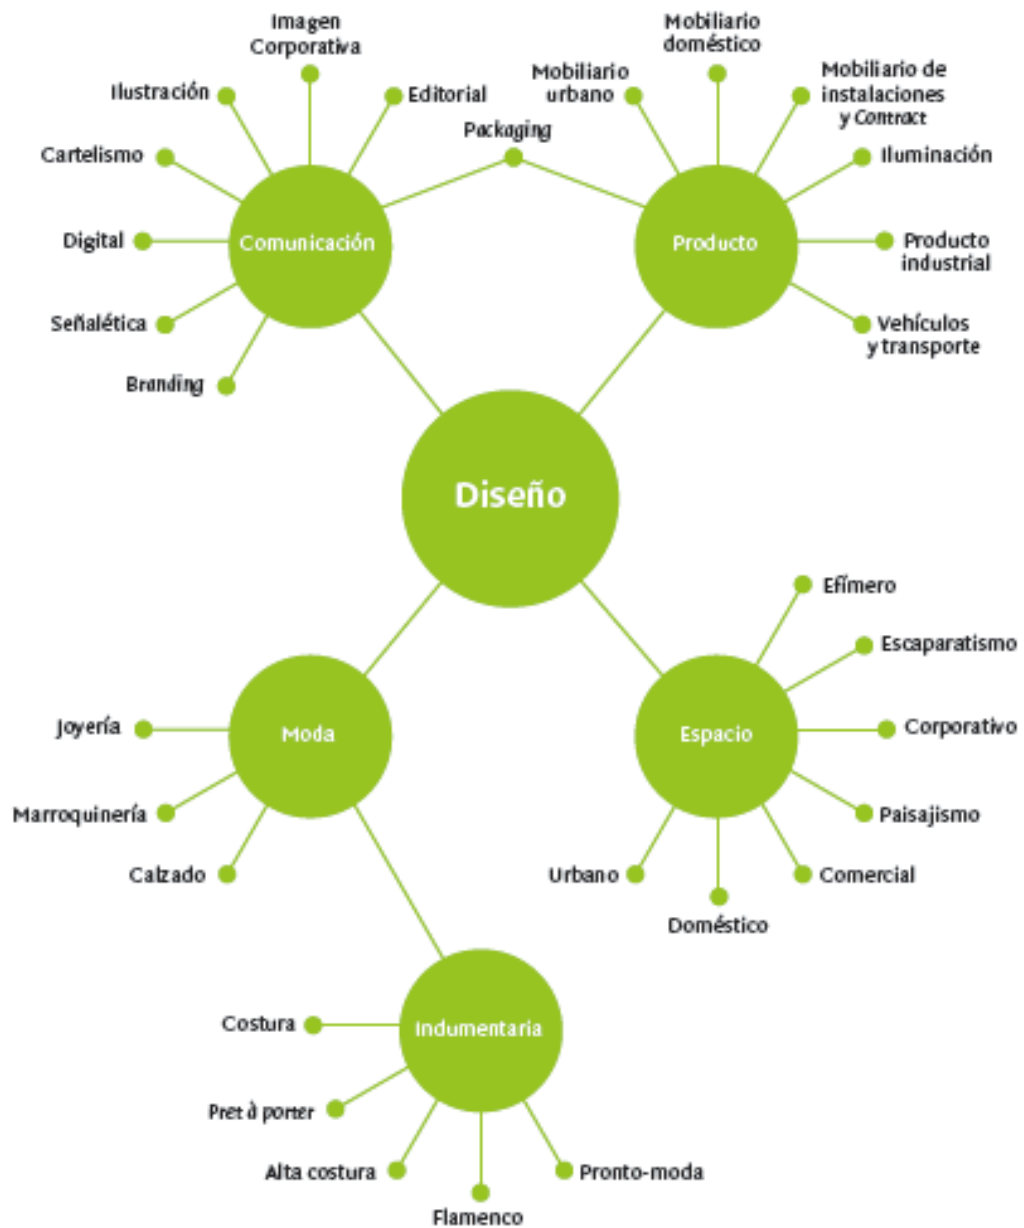 Imagen
Corporativa
Ilustración
Editorial
Cartelismo
Packaging
Digital
Comunicación
Señalética
Branding
Mobiliario
doméstico
Mobiliario
urbano
Mobiliario de
instalaciones
y Contract
Iluminación
Producto
Producto
industrial
Vehículos
y transporte
Diseño
Joyería
Moda
Marroquinería
Calzado
Efímero
Escaparatismo
Espacio
Corporativo
Paisajismo
Urbano
Comercial
Doméstico
Costura
Indumentaria
Pret à porter
Alta costura
Pronto-moda
Flamenco